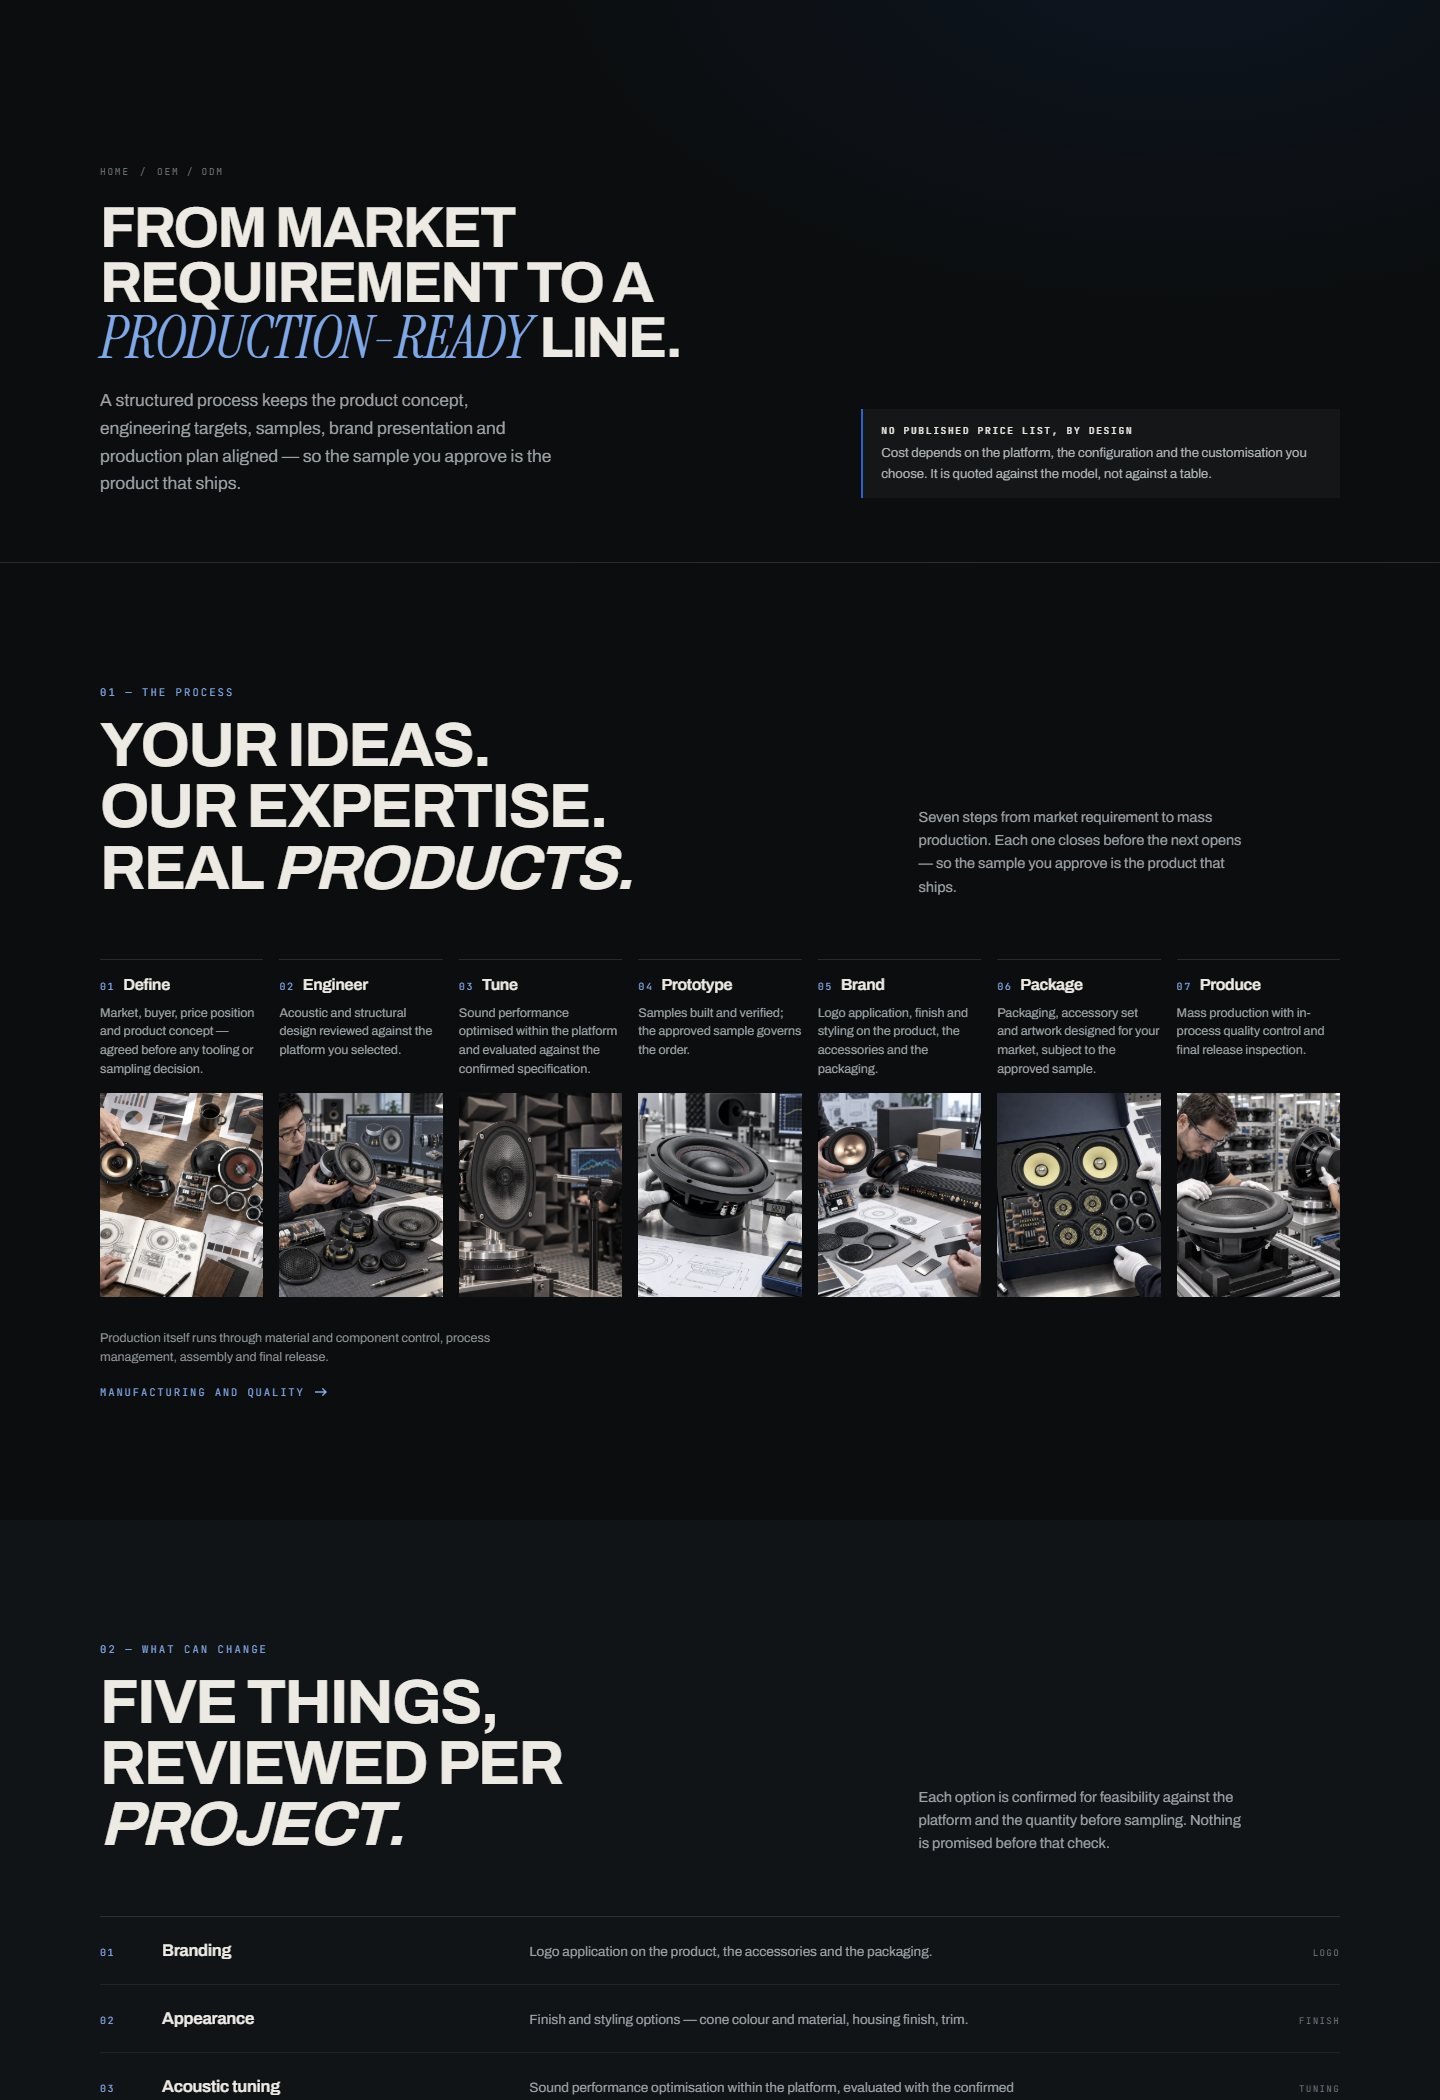 HOME / OEM / ODM
FROM MARKET
REQUIREMENT TO A
PRODUCTION-READY LINE.
A structured process keeps the product concept,
engineering targets, samples, brand presentation and
production plan aligned — so the sample you approve is the
product that ships.
NO PUBLISHED PRICE LIST, BY DESIGN
Cost depends on the platform, the configuration and the customisation you
choose. It is quoted against the model, not against a table.
01 — THE PROCESS
YOUR IDEAS.
OUR EXPERTISE.
REAL PRODUCTS.
Seven steps from market requirement to mass
production. Each one closes before the next opens
— so the sample you approve is the product that
ships.
01 Define
Market, buyer, price position
and product concept —
agreed before any tooling or
sampling decision.
02 Engineer
Acoustic and structural
design reviewed against the
platform you selected.
03 Tune
Sound performance
optimised within the platform
and evaluated against the
confirmed specification.
04 Prototype
Samples built and verified;
the approved sample governs
the order.
05 Brand
Logo application, finish and
styling on the product, the
accessories and the
packaging.
06 Package
Packaging, accessory set
and artwork designed for your
market, subject to the
approved sample.
07 Produce
Mass production with in-
process quality control and
final release inspection.
Production itself runs through material and component control, process
management, assembly and final release.
MANUFACTURING AND QUALITY →
02 — WHAT CAN CHANGE
FIVE THINGS,
REVIEWED PER
PROJECT.
Each option is confirmed for feasibility against the
platform and the quantity before sampling. Nothing
is promised before that check.
01 Branding Logo application on the product, the accessories and the packaging. LOGO
02 Appearance Finish and styling options — cone colour and material, housing finish, trim. FINISH
03 Acoustic tuning Sound performance optimisation within the platform, evaluated with the confirmed TUNING